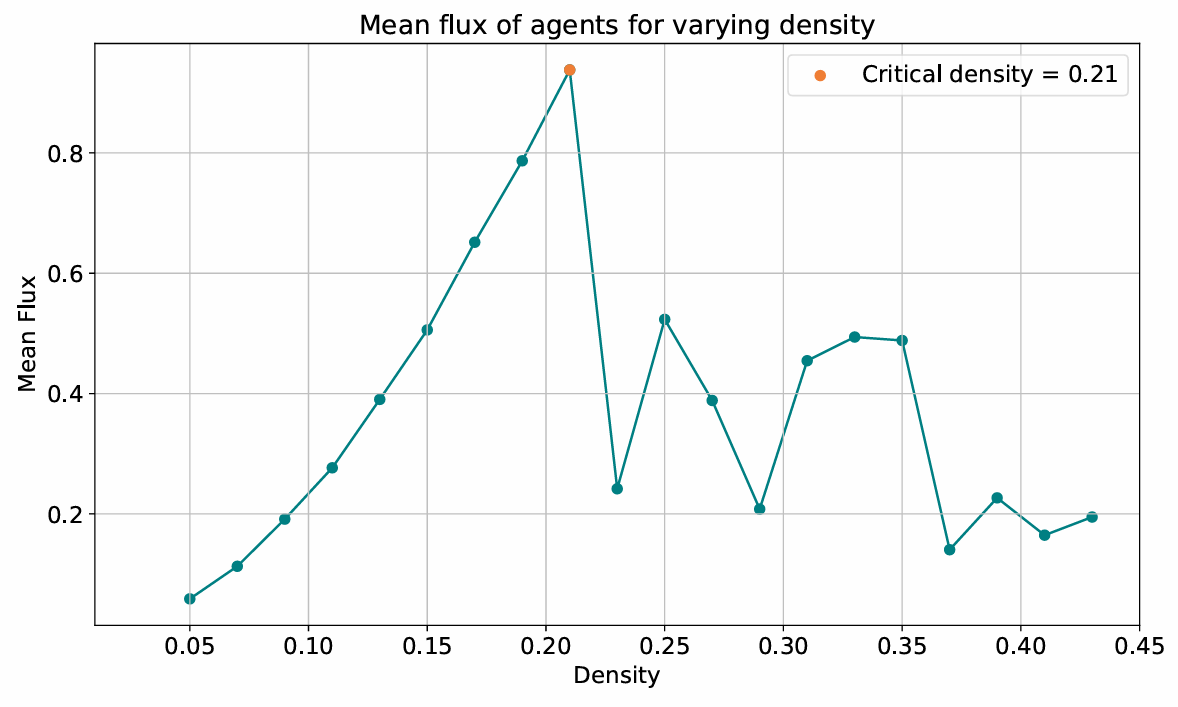 Mean flux of agents for varying density
Critical density = 0.21
Mean Flux
0.8
0.6
0.4
0.2
0.05 0.10 0.15 0.20 0.25 0.30 0.35 0.40 0.45
Density